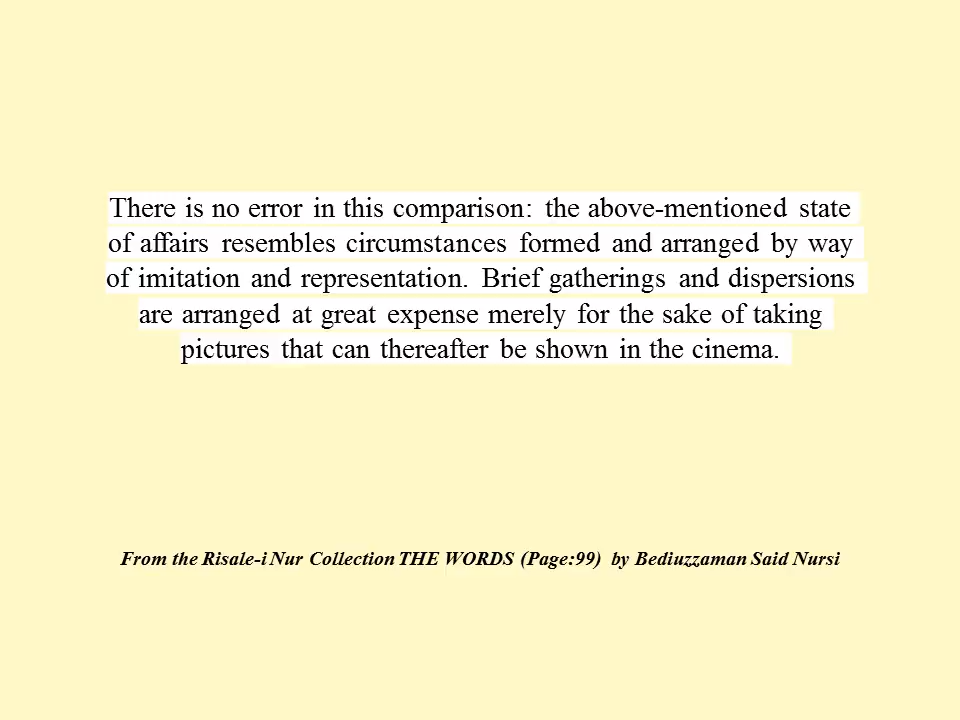 There is no error in this comparison: the above-mentioned state
of affairs resembles circumstances formed and arranged by way
of imitation and representation. Brief gatherings and dispersions
are arranged at great expense merely for the sake of taking
pictures that can thereafter be shown in the cinema.
From the Risale-i Nur Collection THE WORDS (Page:99) by Bediuzzaman Said Nursi